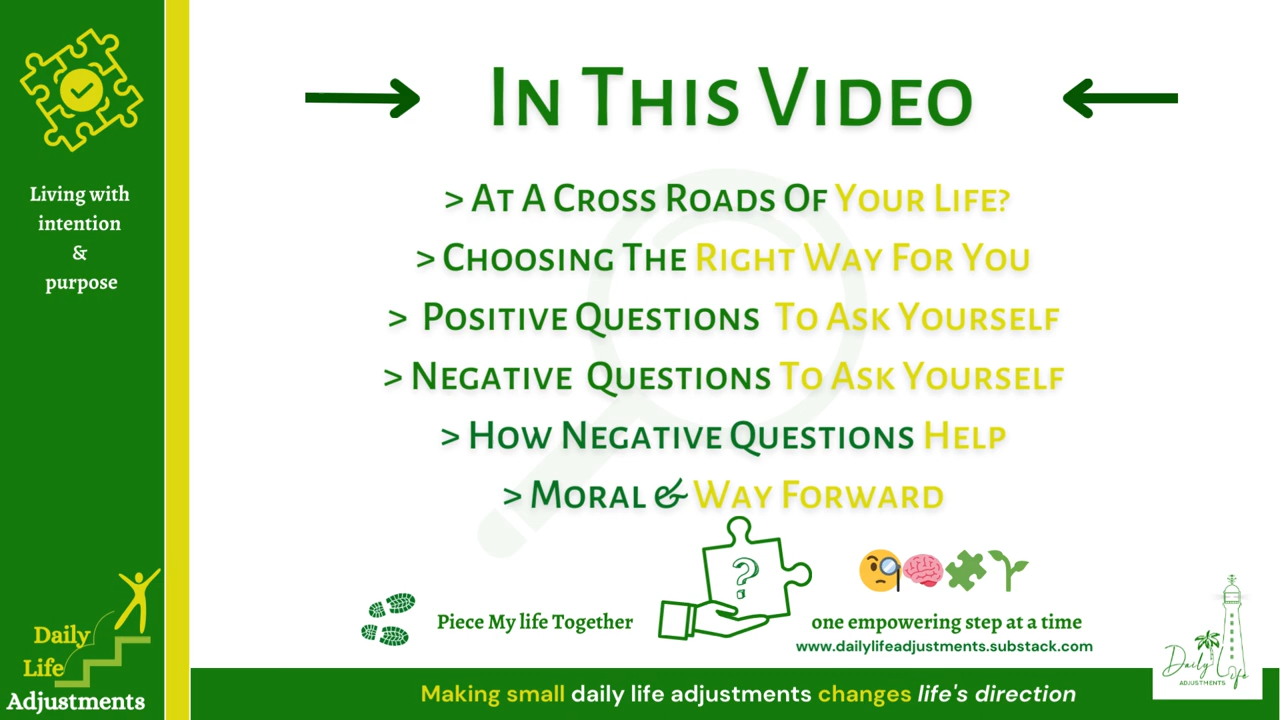 In This Video
> At A Cross Roads Of Your Life?
> Choosing The Right Way For You
> Positive Questions To Ask Yourself
> Negative Questions To Ask Yourself
> How Negative Questions Help
> Moral & Way Forward
Living with
intention
&
purpose
?
Piece My life Together
one empowering step at a time
www.dailylifeadjustments.substack.com
Daily
Life
Adjustments
Making small daily life adjustments changes life's direction
Daily Life
ADJUSTMENTS